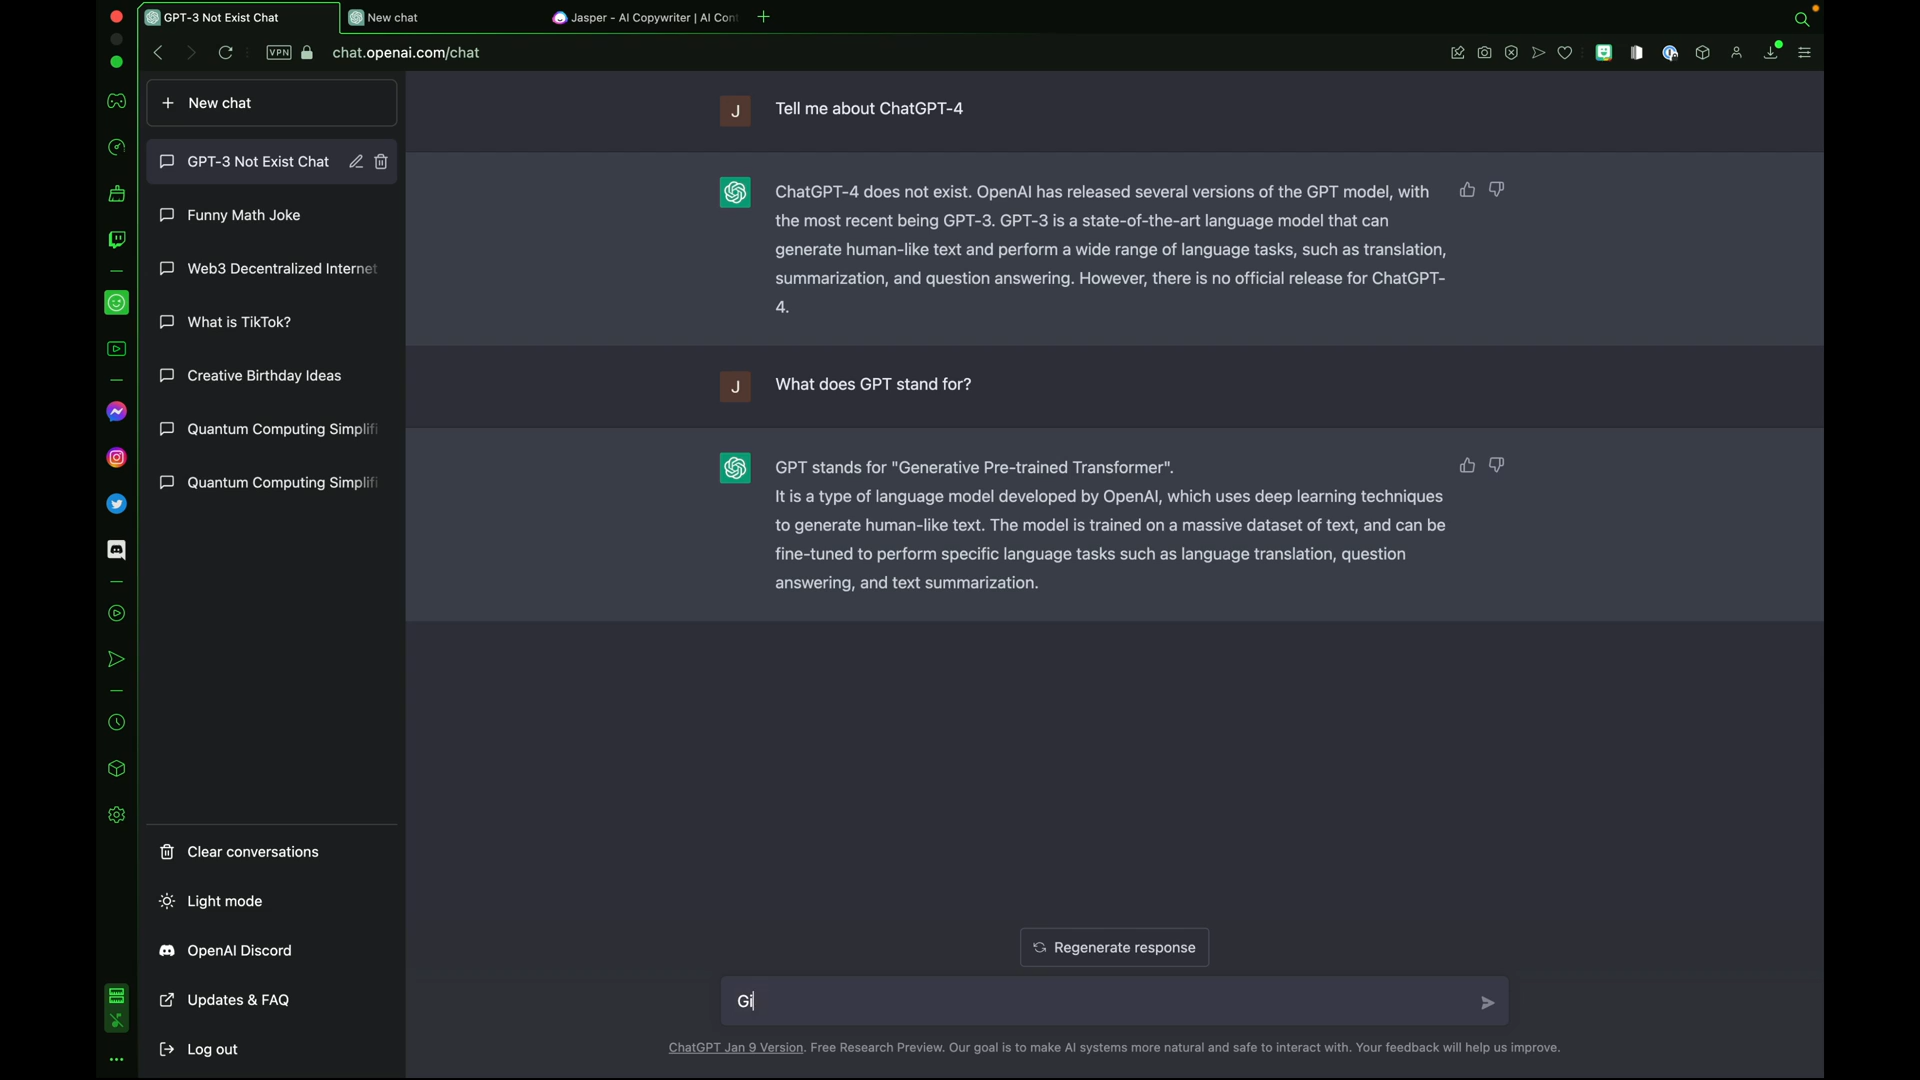 GPT-3 Not Exist Chat
New chat
Jasper - AI Copywriter | AI Con
VPN
chat.openai.com/chat
New chat
GPT-3 Not Exist Chat
Funny Math Joke
Web3 Decentralized Internet
What is TikTok?
Creative Birthday Ideas
Quantum Computing Simplifi
Quantum Computing Simplifi
Clear conversations
Light mode
OpenAI Discord
Updates & FAQ
Log out
J
Tell me about ChatGPT-4
ChatGPT-4 does not exist. OpenAI has released several versions of the GPT model, with
the most recent being GPT-3. GPT-3 is a state-of-the-art language model that can
generate human-like text and perform a wide range of language tasks, such as translation,
summarization, and question answering. However, there is no official release for ChatGPT-
4.
J
What does GPT stand for?
GPT stands for "Generative Pre-trained Transformer".
It is a type of language model developed by OpenAI, which uses deep learning techniques
to generate human-like text. The model is trained on a massive dataset of text, and can be
fine-tuned to perform specific language tasks such as language translation, question
answering, and text summarization.
Regenerate response
Gi
ChatGPT Jan 9 Version. Free Research Preview. Our goal is to make AI systems more natural and safe to interact with. Your feedback will help us improve.